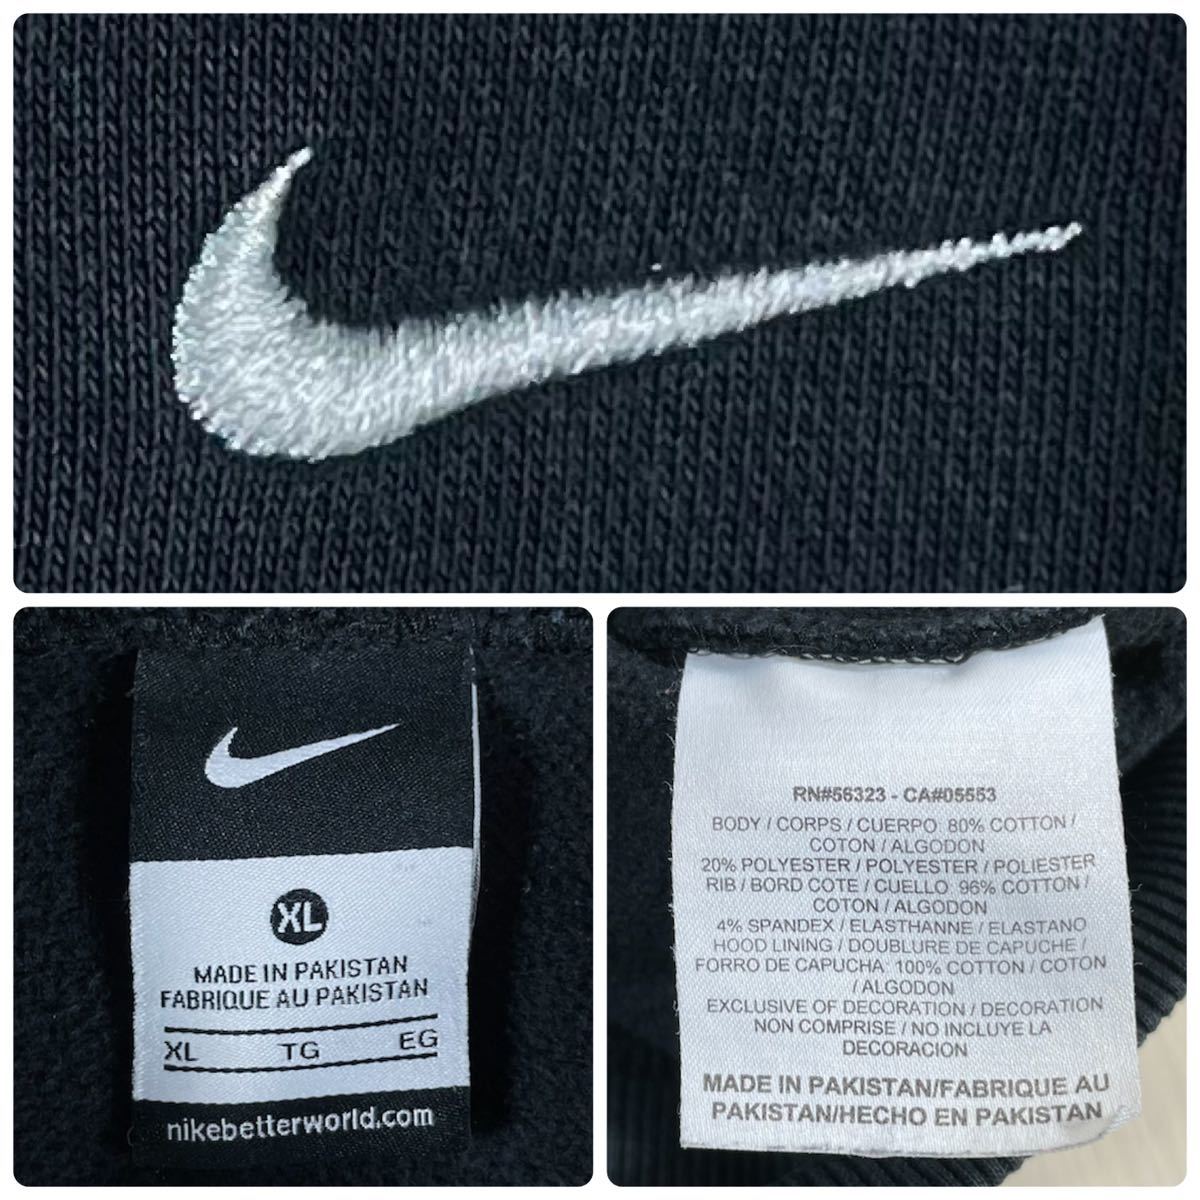 XL
MADE IN PAKISTAN
FABRIQUE AU PAKISTAN
XL TG EG
nikebetterworld.com
RN#56323 - CA#05553
BODY / CORPS / CUERPO: 80% COTTON /
COTON / ALGODON
20% POLYESTER / POLYESTER / POLIESTER
RIB / BORD COTE / CUELLO: 96% COTTON /
COTON / ALGODON
4% SPANDEX / ELASTHANNE / ELASTANO
HOOD LINING / DOUBLURE DE CAPUCHE /
FORRO DE CAPUCHA: 100% COTTON / COTON
/ ALGODON
EXCLUSIVE OF DECORATION / DECORATION
NON COMPRISE / NO INCLUYE LA
DECORACION
MADE IN PAKISTAN/FABRIQUE AU
PAKISTAN/HECHO EN PAKISTAN